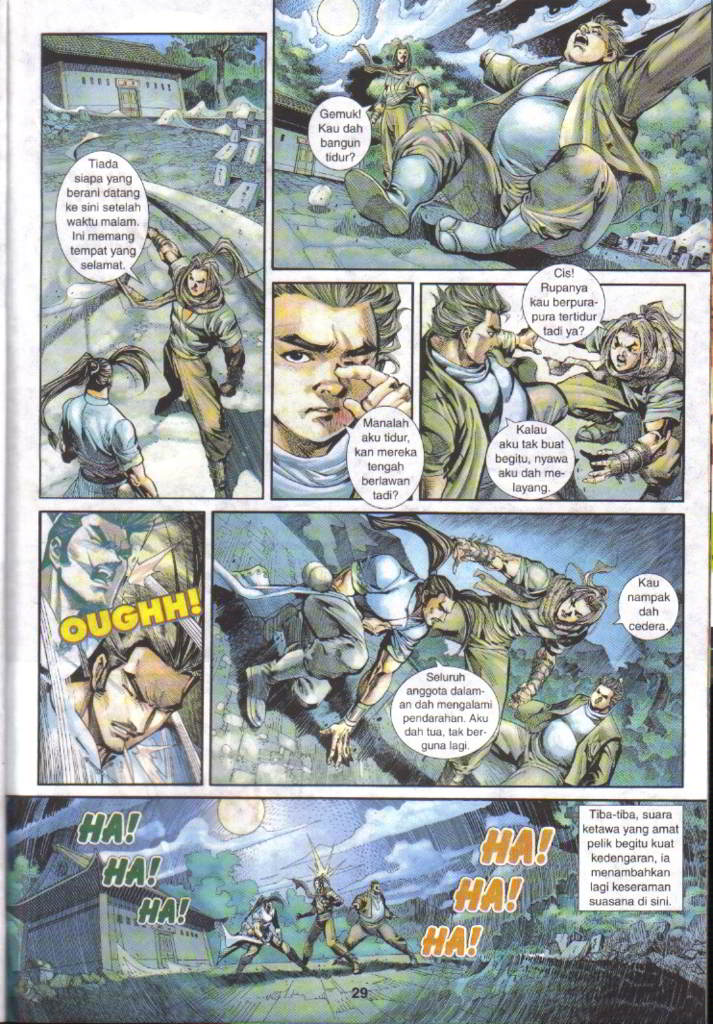 Tiada
siapa yang
berani datang
ke sini setelah
waktu malam.
Ini memang
tempat yang
selamat.
Gemuk!
Kau dah
bangun
tidur?
Manalah
aku tidur,
kan mereka
tengah
berbincang
tadi?
Cis!
Rupanya
kau berpura-
pura tertidur
tadi ya?
Kalau
aku tak buat
begitu, nyawa
aku dah me-
layang.
OUGHH!
Seluruh
anggota dalam-
an dah mengalami
pendarahan. Aku
dah tua, tak ber-
guna lagi.
Kau
nampak
dah
cedera.
HA!
HA!
HA!
HA!
HA!
HA!
Tiba-tiba, suara
ketawa yang amat
pelik begitu kuat
kedengaran, ia
menambahkan
lagi keseraman
suasana di sini.
29